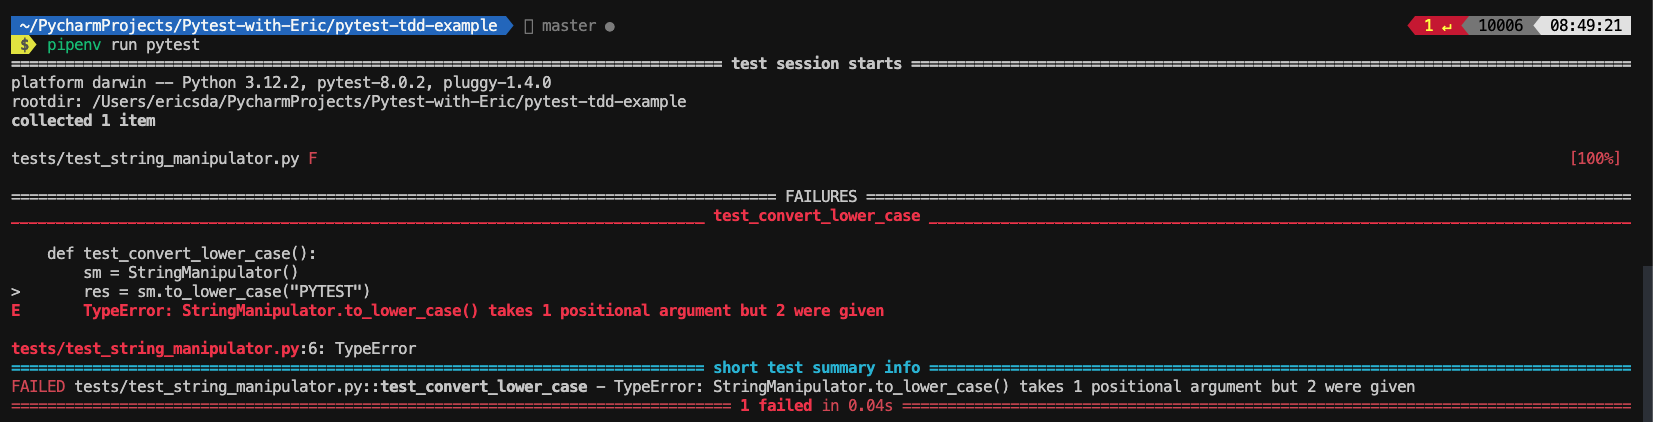 ~/PycharmProjects/Pytest-with-Eric/pytest-tdd-example master ● 1 ↵ 10006 08:49:21
$ pipenv run pytest
=============================================================================== test session starts ================================================================================
platform darwin -- Python 3.12.2, pytest-8.0.2, pluggy-1.4.0
rootdir: /Users/ericsda/PycharmProjects/Pytest-with-Eric/pytest-tdd-example
collected 1 item
tests/test_string_manipulator.py F [100%]
===================================================================================== FAILURES =====================================================================================
_____________________________________________________________________________ test_convert_lower_case ______________________________________________________________________________
    def test_convert_lower_case():
        sm = StringManipulator()
>       res = sm.to_lower_case("PYTEST")
E       TypeError: StringManipulator.to_lower_case() takes 1 positional argument but 2 were given
tests/test_string_manipulator.py:6: TypeError
============================================================================= short test summary info ==============================================================================
FAILED tests/test_string_manipulator.py::test_convert_lower_case - TypeError: StringManipulator.to_lower_case() takes 1 positional argument but 2 were given
================================================================================ 1 failed in 0.04s =================================================================================